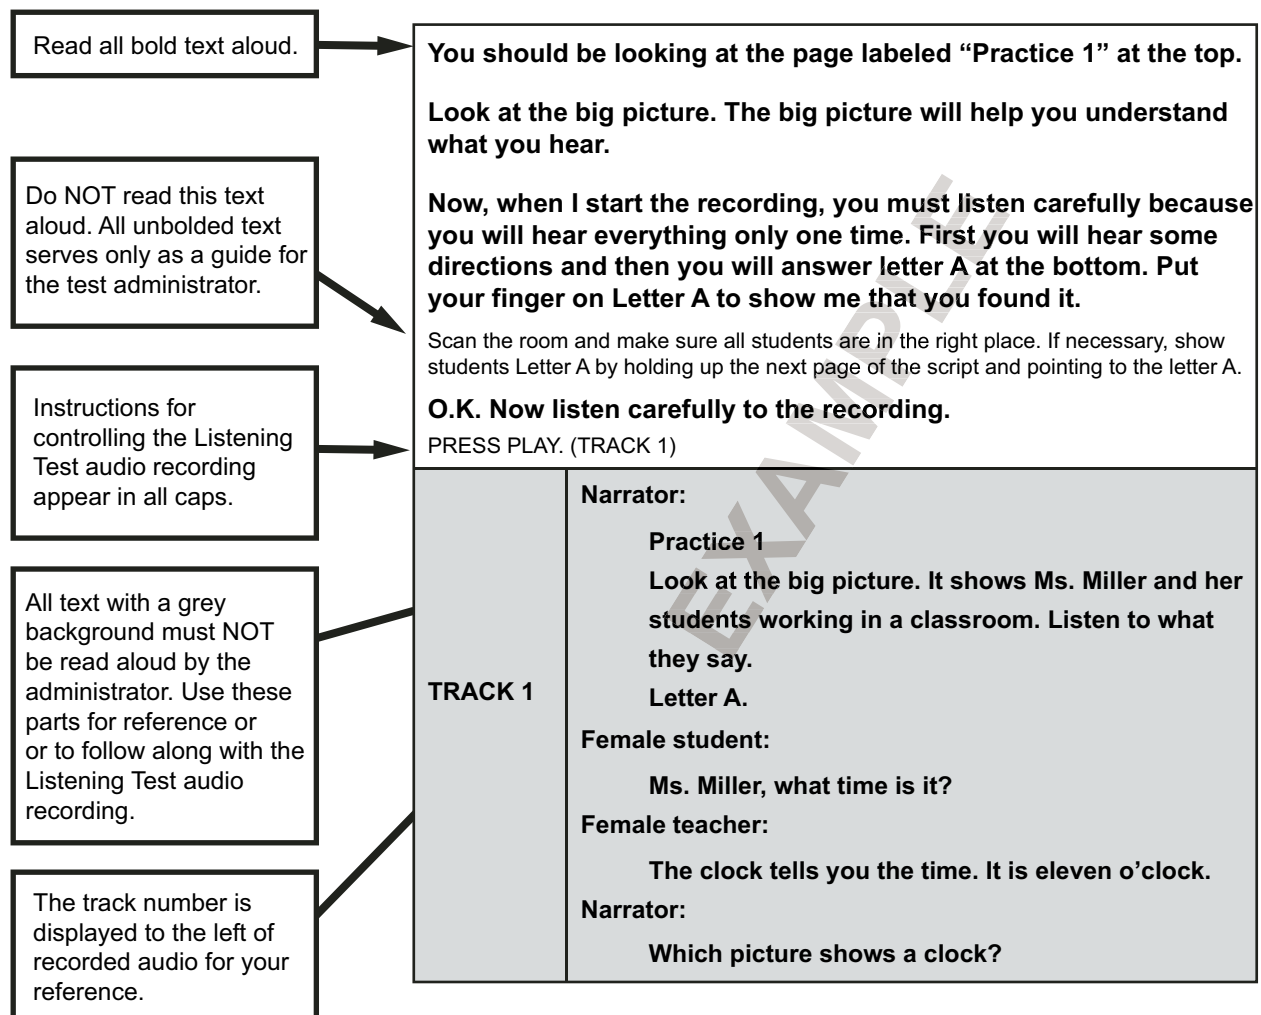 Read all bold text aloud.
You should be looking at the page labeled “Practice 1” at the top.
Look at the big picture. The big picture will help you understand
what you hear.
Do NOT read this text
aloud. All unbolded text
serves only as a guide for
the test administrator.
Now, when I start the recording, you must listen carefully because
you will hear everything only one time. First you will hear some
directions and then you will answer letter A at the bottom. Put
your finger on Letter A to show me that you found it.
Scan the room and make sure all students are in the right place. If necessary, show
students Letter A by holding up the next page of the script and pointing to the letter A.
Instructions for
controlling the Listening
Test audio recording
appear in all caps.
O.K. Now listen carefully to the recording.
PRESS PLAY. (TRACK 1)
All text with a grey
background must NOT
be read aloud by the
administrator. Use these
parts for reference or
or to follow along with the
Listening Test audio
recording.
The track number is
displayed to the left of
recorded audio for your
reference.
TRACK 1
Narrator:
Practice 1
Look at the big picture. It shows Ms. Miller and her
students working in a classroom. Listen to what
they say.
Letter A.
Female student:
Ms. Miller, what time is it?
Female teacher:
The clock tells you the time. It is eleven o’clock.
Narrator:
Which picture shows a clock?
EXAMPLE